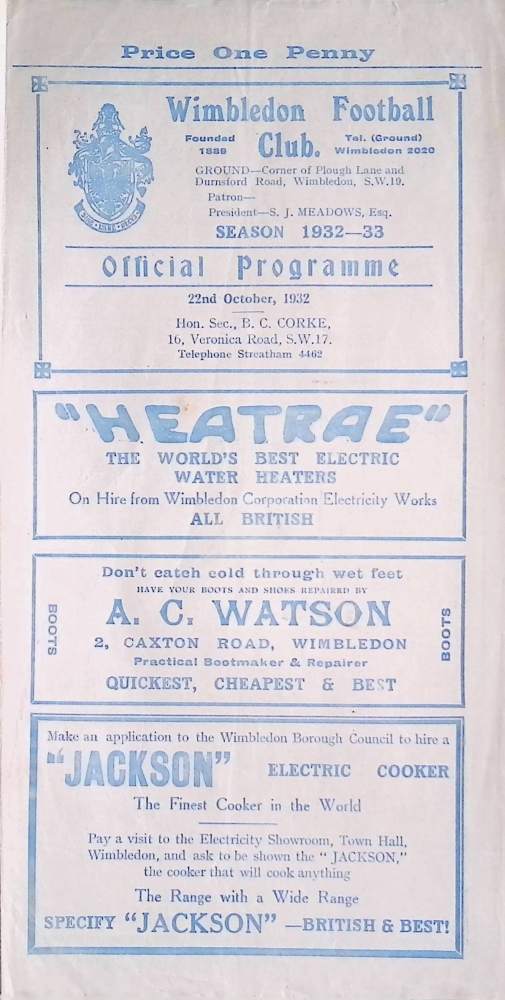 Price One Penny
Wimbledon Football
Founded 1889
Club.
Tel. (Ground) Wimbledon 2020
GROUND—Corner of Plough Lane and
Durnsford Road, Wimbledon, S.W.19.
Patron—
President—S. J. MEADOWS, Esq.
SEASON 1932—33
Official Programme
22nd October, 1932
Hon. Sec., B. C. CORKE,
16, Veronica Road, S.W.17.
Telephone Streatham 4462
"HEATRAE"
THE WORLD'S BEST ELECTRIC
WATER HEATERS
On Hire from Wimbledon Corporation Electricity Works
ALL BRITISH
Don't catch cold through wet feet
HAVE YOUR BOOTS AND SHOES REPAIRED BY
BOOTS
A. C. WATSON
BOOTS
2, CAXTON ROAD, WIMBLEDON
Practical Bootmaker & Repairer
QUICKEST, CHEAPEST & BEST
Make an application to the Wimbledon Borough Council to hire a
"JACKSON" ELECTRIC COOKER
The Finest Cooker in the World
Pay a visit to the Electricity Showroom, Town Hall,
Wimbledon, and ask to be shown the "JACKSON,"
the cooker that will cook anything
The Range with a Wide Range
SPECIFY "JACKSON" —BRITISH & BEST!